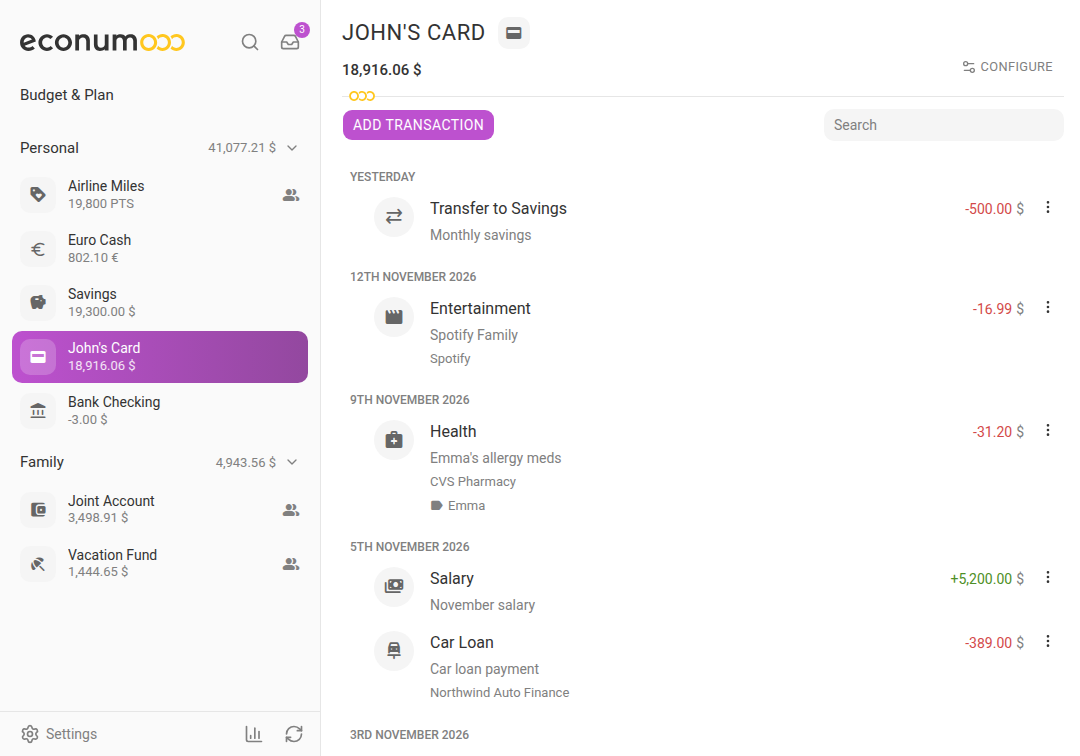 econum
3
Budget & Plan
Personal 41,077.21 $
Airline Miles
19,800 PTS
Euro Cash
802.10 €
Savings
19,300.00 $
John's Card
18,916.06 $
Bank Checking
-3.00 $
Family 4,943.56 $
Joint Account
3,498.91 $
Vacation Fund
1,444.65 $
Settings
JOHN'S CARD
18,916.06 $
CONFIGURE
ADD TRANSACTION
Search
YESTERDAY
Transfer to Savings -500.00 $
Monthly savings
12TH NOVEMBER 2026
Entertainment -16.99 $
Spotify Family
Spotify
9TH NOVEMBER 2026
Health -31.20 $
Emma's allergy meds
CVS Pharmacy
Emma
5TH NOVEMBER 2026
Salary +5,200.00 $
November salary
Car Loan -389.00 $
Car loan payment
Northwind Auto Finance
3RD NOVEMBER 2026